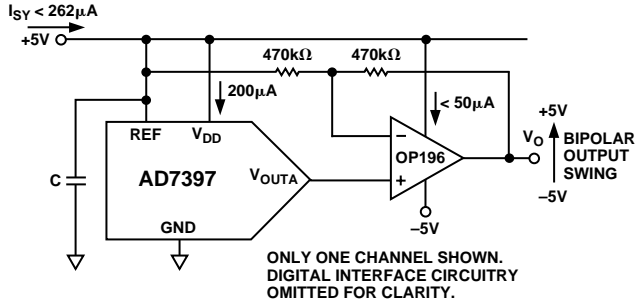 I_SY < 262μA
+5V
470kΩ 470kΩ
200μA
< 50μA
REF V_DD
C
AD7397
V_OUTA
GND
−
+
OP196
–5V
V_O
+5V
BIPOLAR
OUTPUT
SWING
–5V
ONLY ONE CHANNEL SHOWN.
DIGITAL INTERFACE CIRCUITRY
OMITTED FOR CLARITY.